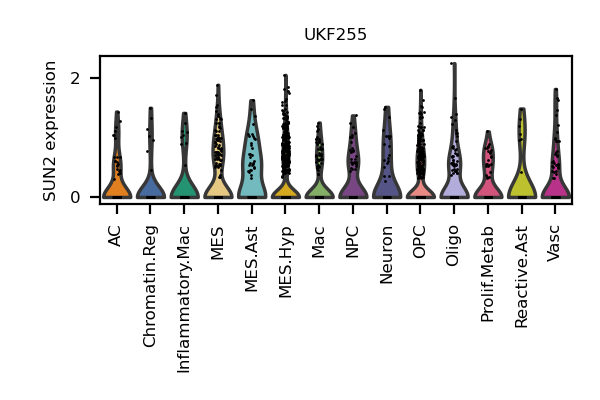 UKF255
SUN2 expression
2
0
AC
Chromatin.Reg
Inflammatory.Mac
MES
MES.Ast
MES.Hyp
Mac
NPC
Neuron
OPC
Oligo
Prolif.Metab
Reactive.Ast
Vasc